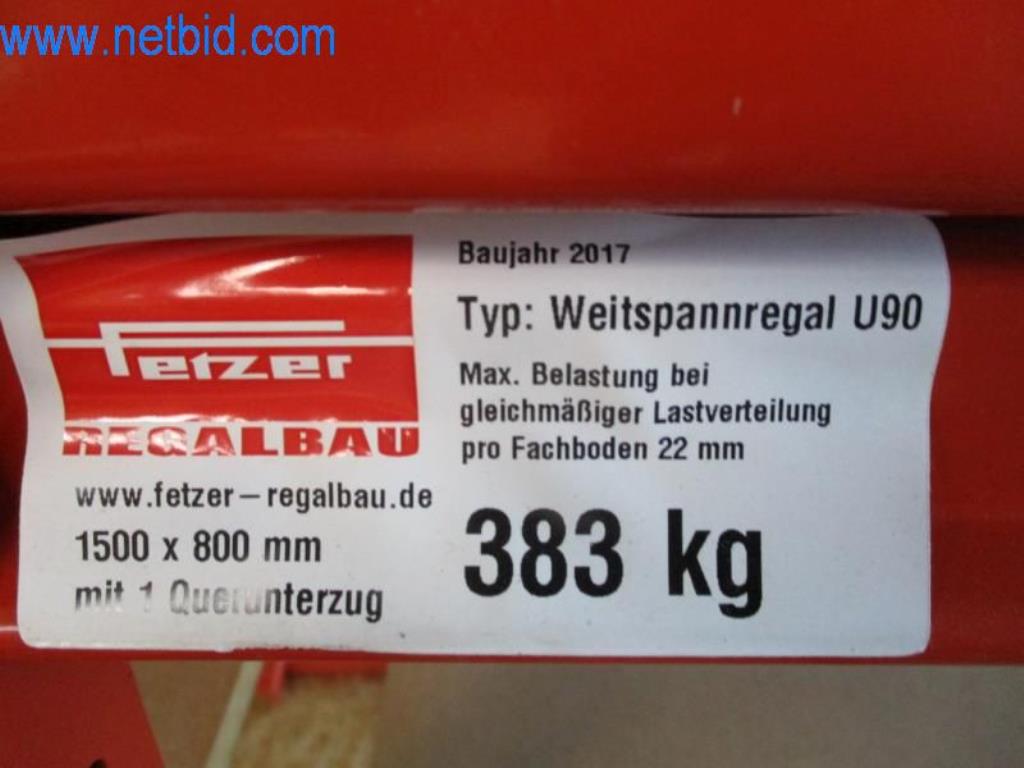 www.netbid.com
Fetzer
REGALBAU
www.fetzer-regalbau.de
1500 x 800 mm
mit 1 Querunterzug
Baujahr 2017
Typ: Weitspannregal U90
Max. Belastung bei
gleichmäßiger Lastverteilung
pro Fachboden 22 mm
383 kg